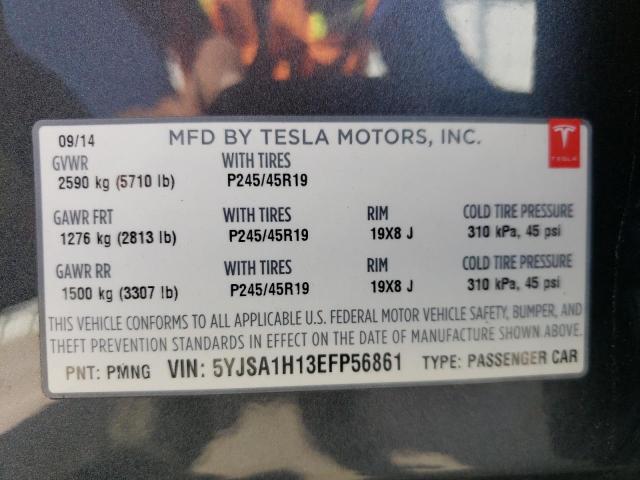 09/14 MFD BY TESLA MOTORS, INC.
TESLA
GVWR WITH TIRES
2590 kg (5710 lb) P245/45R19
GAWR FRT WITH TIRES RIM COLD TIRE PRESSURE
1276 kg (2813 lb) P245/45R19 19X8 J 310 kPa, 45 psi
GAWR RR WITH TIRES RIM COLD TIRE PRESSURE
1500 kg (3307 lb) P245/45R19 19X8 J 310 kPa, 45 psi
THIS VEHICLE CONFORMS TO ALL APPLICABLE U.S. FEDERAL MOTOR VEHICLE SAFETY, BUMPER, AND
THEFT PREVENTION STANDARDS IN EFFECT ON THE DATE OF MANUFACTURE SHOWN ABOVE.
PNT: PMNG VIN: 5YJSA1H13EFP56861 TYPE: PASSENGER CAR